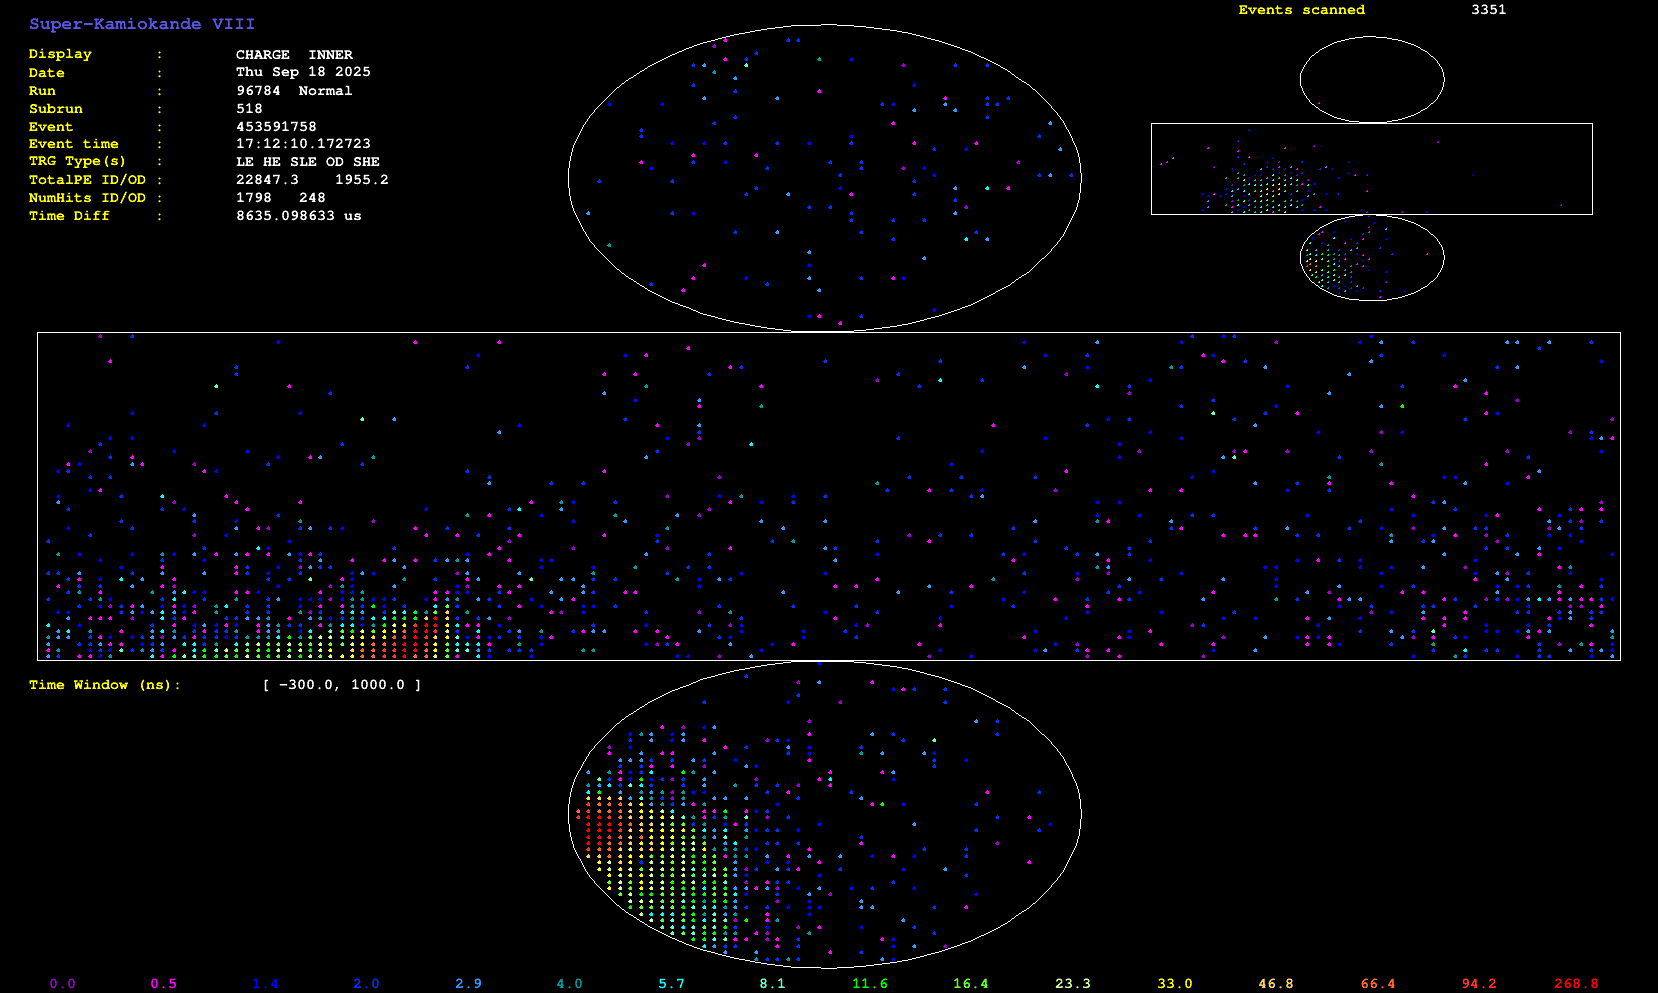 Super-Kamiokande VIII
Events scanned 3351
Display : CHARGE INNER
Date : Thu Sep 18 2025
Run : 96784 Normal
Subrun : 518
Event : 453591758
Event time : 17:12:10.172723
TRG Type(s) : LE HE SLE OD SHE
TotalPE ID/OD : 22847.3 1955.2
NumHits ID/OD : 1798 248
Time Diff : 8635.098633 us
Time Window (ns): [ -300.0, 1000.0 ]
0.0 0.5 1.4 2.0 2.9 4.0 5.7 8.1 11.6 16.4 23.3 33.0 46.8 66.4 94.2 268.8